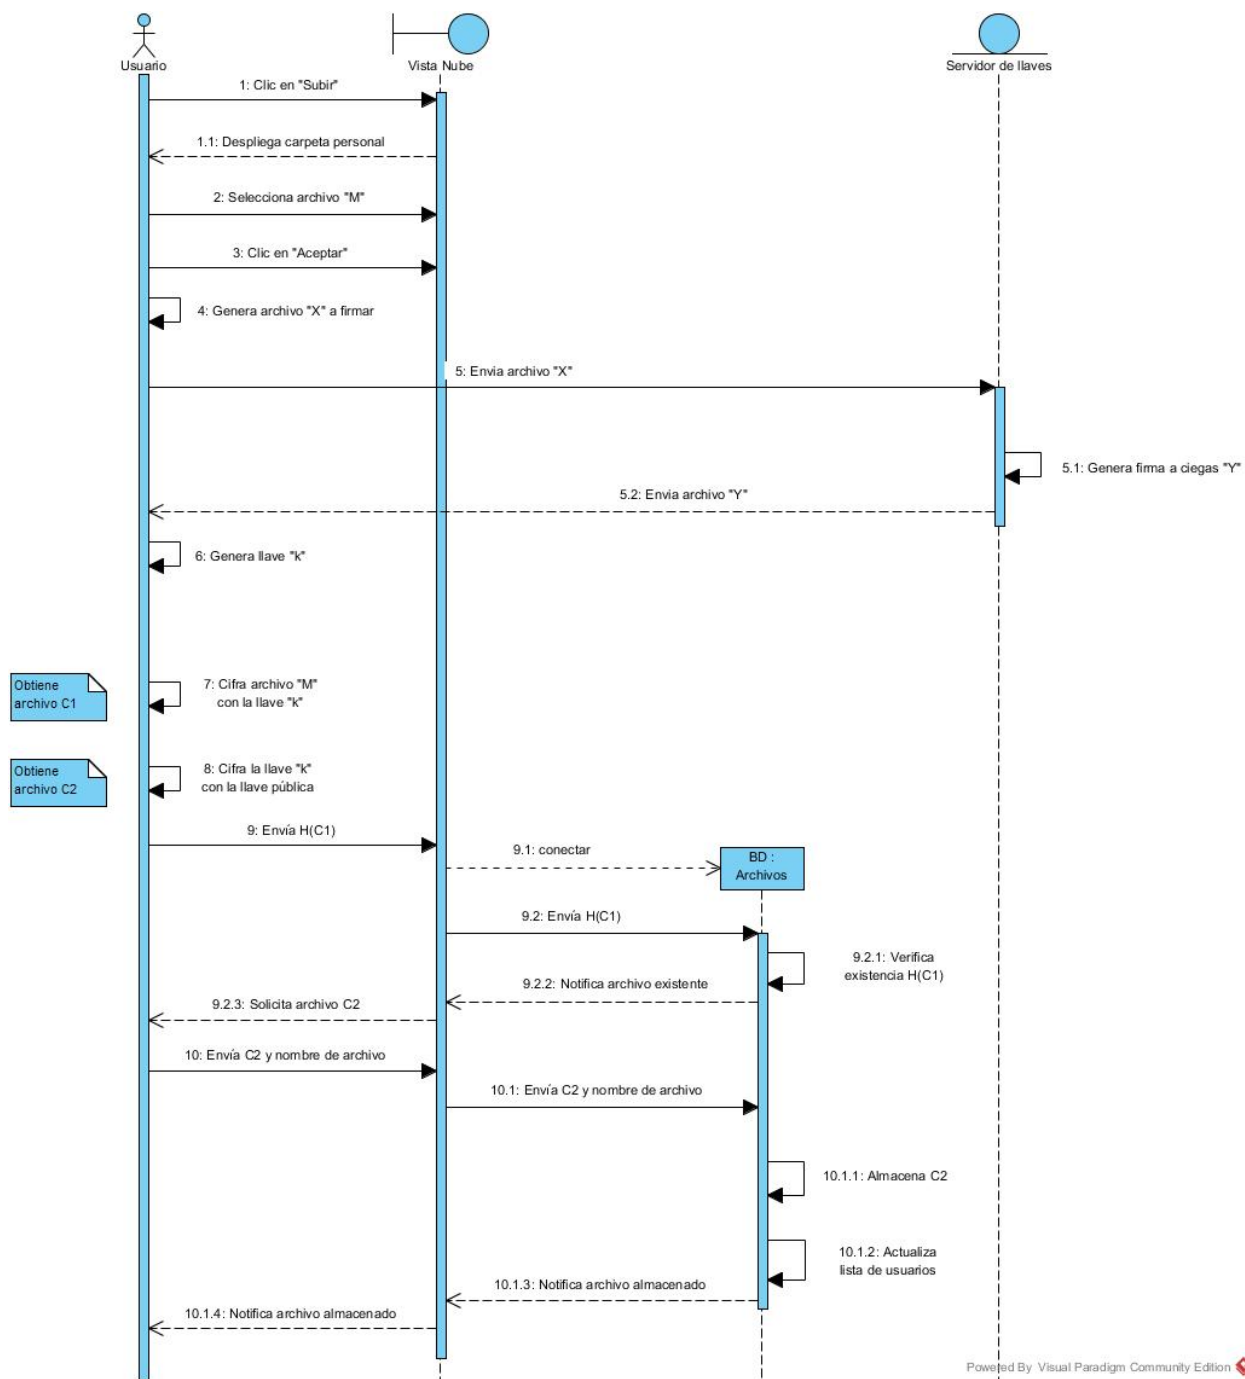 Usuario
Vista Nube
Servidor de llaves
1: Clic en "Subir"
1.1: Despliega carpeta personal
2: Selecciona archivo "M"
3: Clic en "Aceptar"
4: Genera archivo "X" a firmar
5: Envia archivo "X"
5.1: Genera firma a ciegas "Y"
5.2: Envia archivo "Y"
6: Genera llave "k"
Obtiene
archivo C1
7: Cifra archivo "M"
con la llave "k"
Obtiene
archivo C2
8: Cifra la llave "k"
con la llave pública
9: Envía H(C1)
9.1: conectar
BD :
Archivos
9.2: Envía H(C1)
9.2.1: Verifica
existencia H(C1)
9.2.2: Notifica archivo existente
9.2.3: Solicita archivo C2
10: Envía C2 y nombre de archivo
10.1: Envía C2 y nombre de archivo
10.1.1: Almacena C2
10.1.2: Actualiza
lista de usuarios
10.1.3: Notifica archivo almacenado
10.1.4: Notifica archivo almacenado
Powered By Visual Paradigm Community Edition